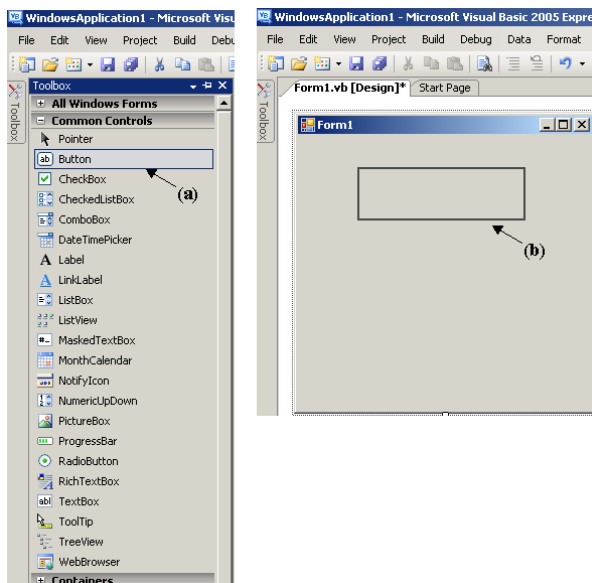 WindowsApplication1 - Microsoft Visu
File Edit View Project Build Debu
Toolbox
Toolbox
All Windows Forms
Common Controls
Pointer
ab Button
(a)
CheckBox
CheckedListBox
ComboBox
DateTimePicker
A Label
A LinkLabel
ListBox
ListView
#_ MaskedTextBox
MonthCalendar
NotifyIcon
NumericUpDown
PictureBox
ProgressBar
RadioButton
RichTextBox
abl TextBox
ToolTip
TreeView
WebBrowser
Containers
WindowsApplication1 - Microsoft Visual Basic 2005 Expre
File Edit View Project Build Debug Data Format
Toolbox
Form1.vb [Design]* Start Page
Form1
(b)